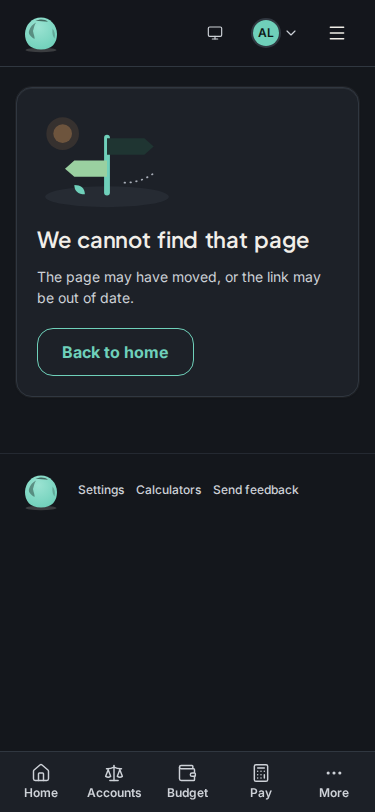 AL
We cannot find that page
The page may have moved, or the link may
be out of date.
Back to home
Settings Calculators Send feedback
Home Accounts Budget Pay More